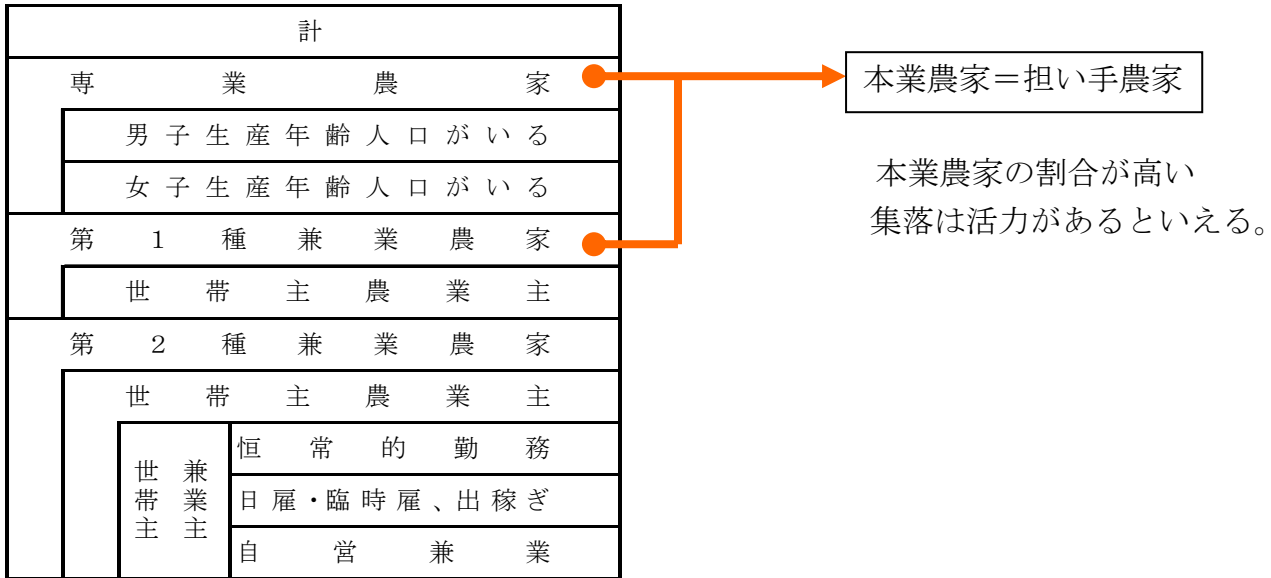 計
専業農家
男子生産年齢人口がいる
女子生産年齢人口がいる
第1種兼業農家
世帯主農業主
第2種兼業農家
世帯主農業主
世帯主
兼業主
恒常的勤務
日雇・臨時雇、出稼ぎ
自営兼業
本業農家＝担い手農家
本業農家の割合が高い
集落は活力があるといえる。